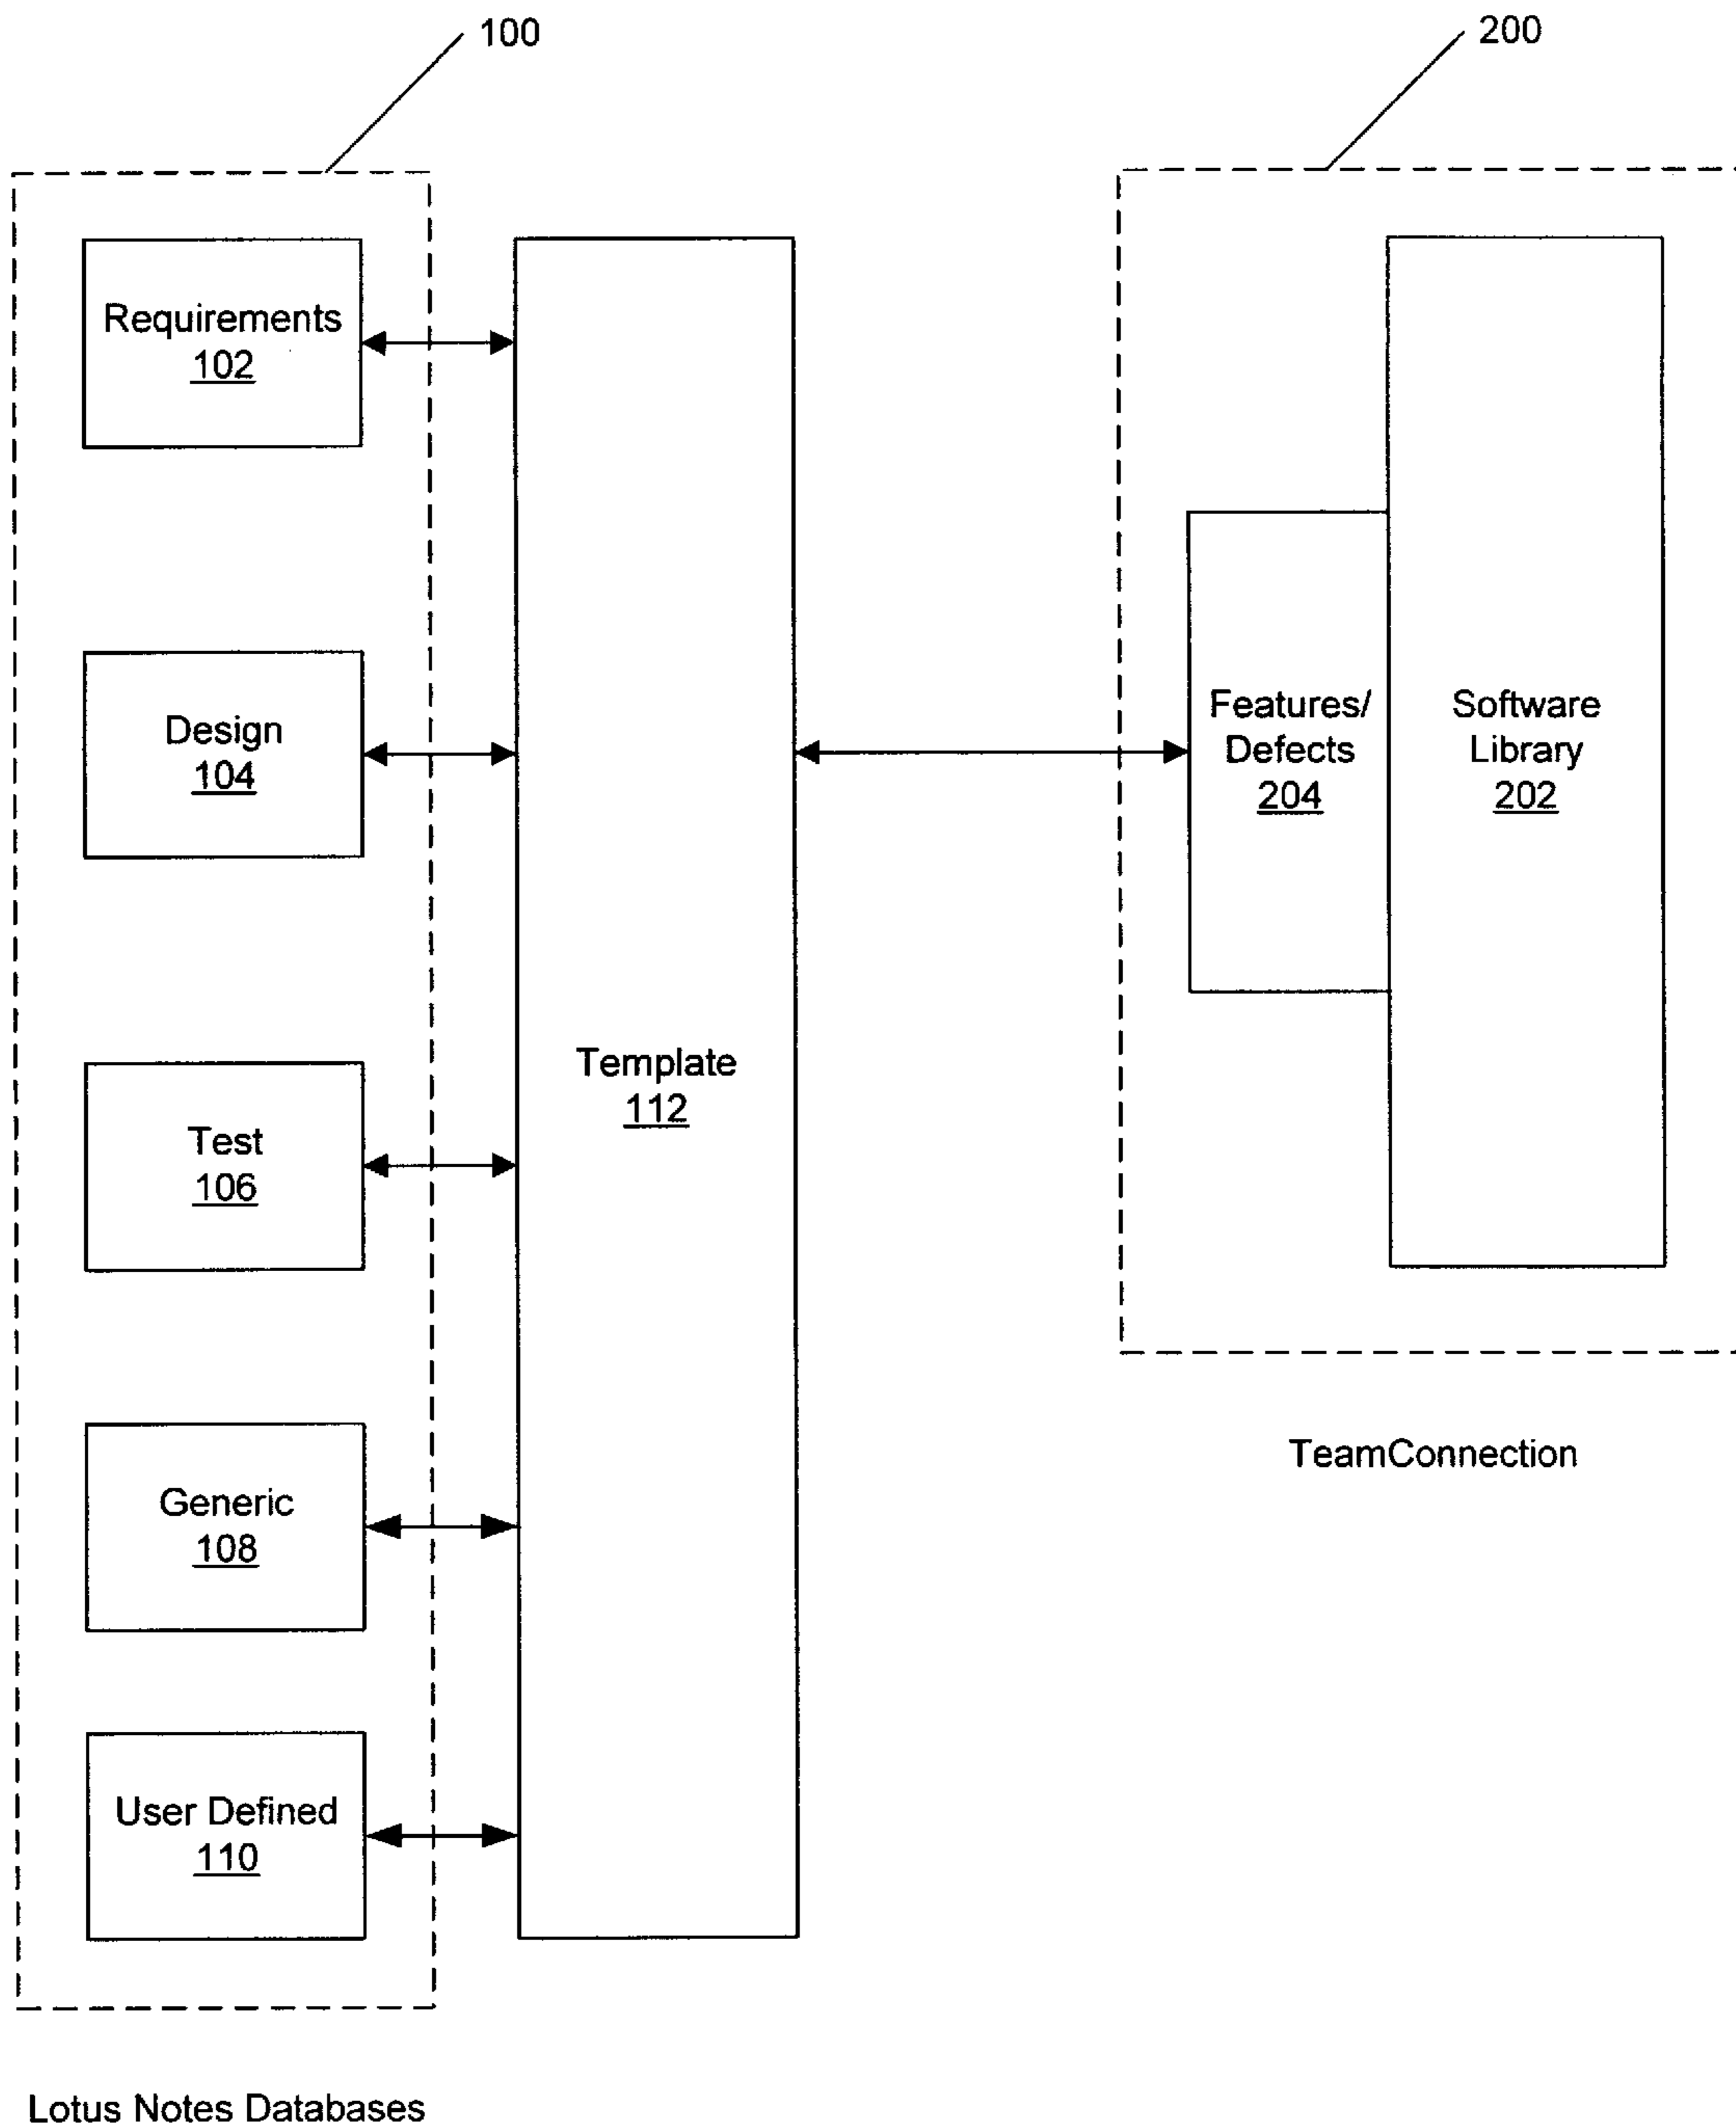 100
200
Requirements
102
Design
104
Test
106
Generic
108
User Defined
110
Template
112
Features/
Defects
204
Software
Library
202
TeamConnection
Lotus Notes Databases